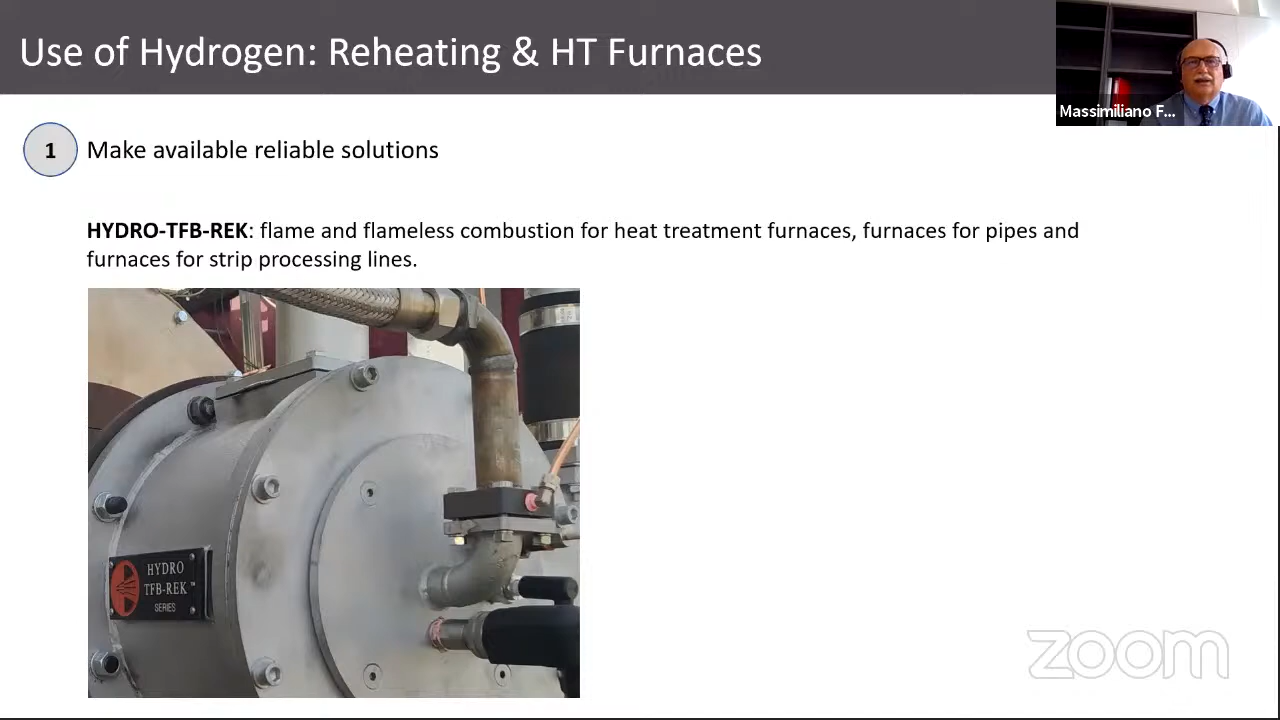 Use of Hydrogen: Reheating & HT Furnaces
Massimiliano F...
1 Make available reliable solutions
HYDRO-TFB-REK: flame and flameless combustion for heat treatment furnaces, furnaces for pipes and
furnaces for strip processing lines.
HYDRO
TFB-REK™
SERIES
zoom